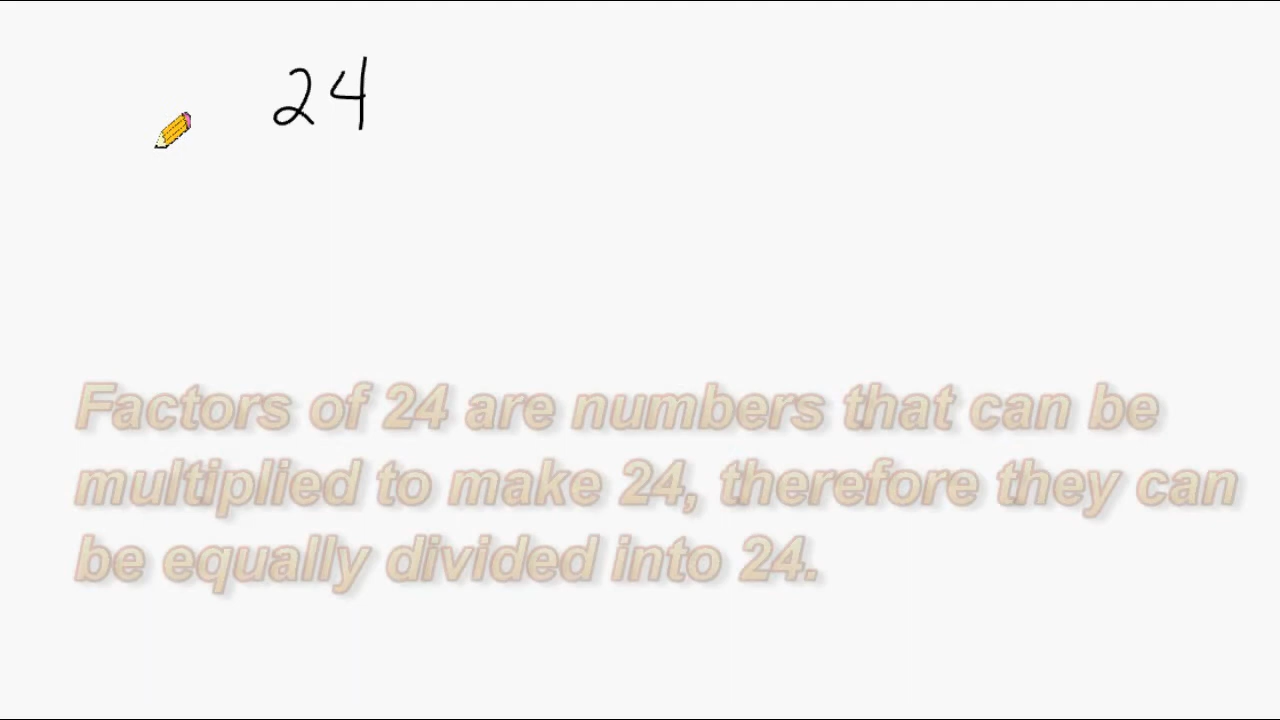 24
Factors of 24 are numbers that can be
multiplied to make 24, therefore they can
be equally divided into 24.